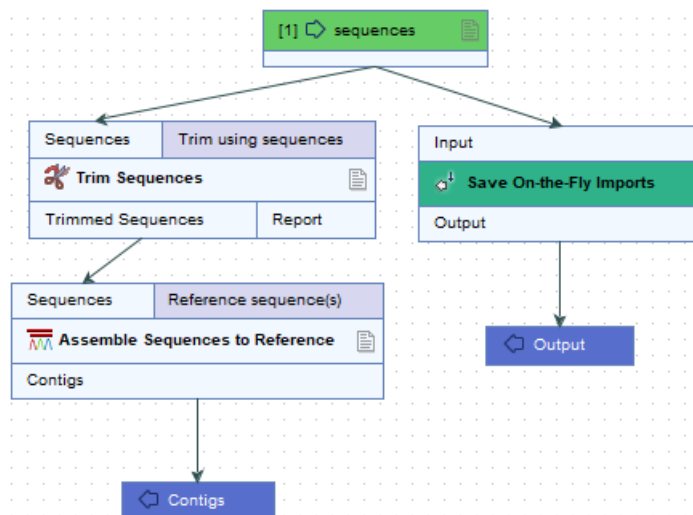 [1] sequences
Sequences Trim using sequences
Trim Sequences
Trimmed Sequences Report
Input
Save On-the-Fly Imports
Output
Sequences Reference sequence(s)
Assemble Sequences to Reference
Contigs
Output
Contigs